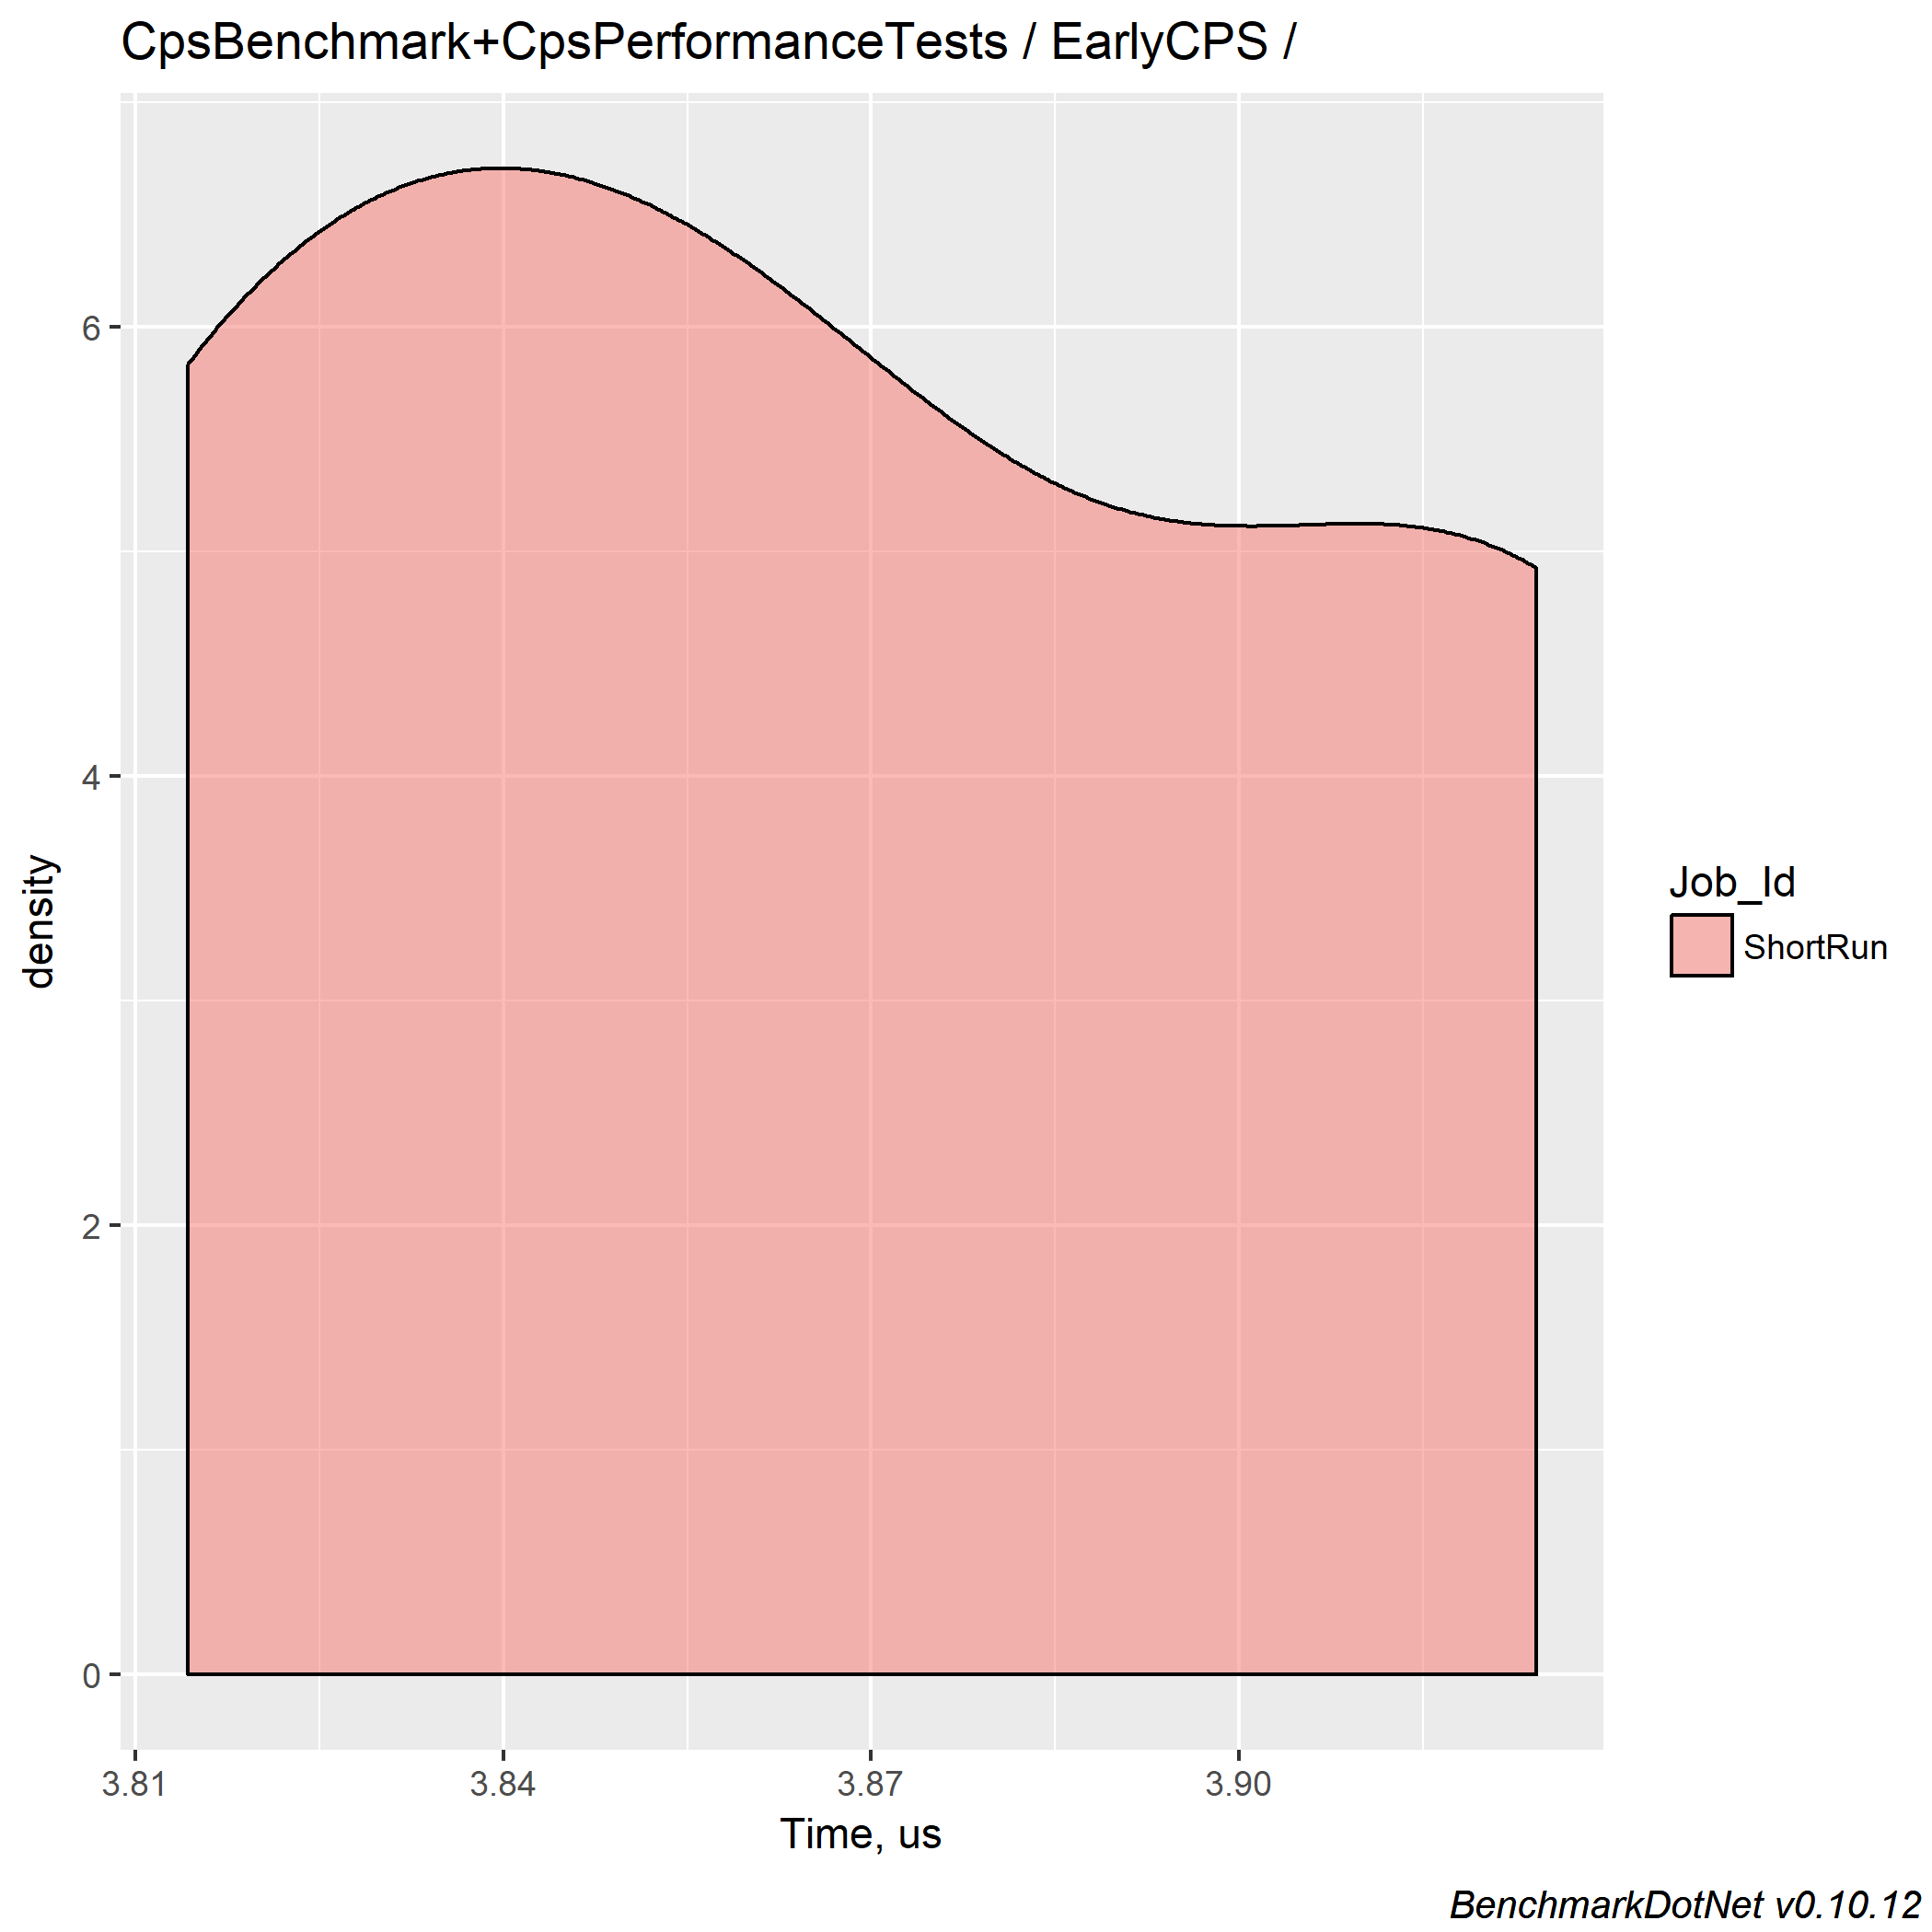 CpsBenchmark+CpsPerformanceTests / EarlyCPS /
6
4
2
0
density
3.81
3.84
3.87
3.90
Time, us
Job_Id
ShortRun
BenchmarkDotNet v0.10.12